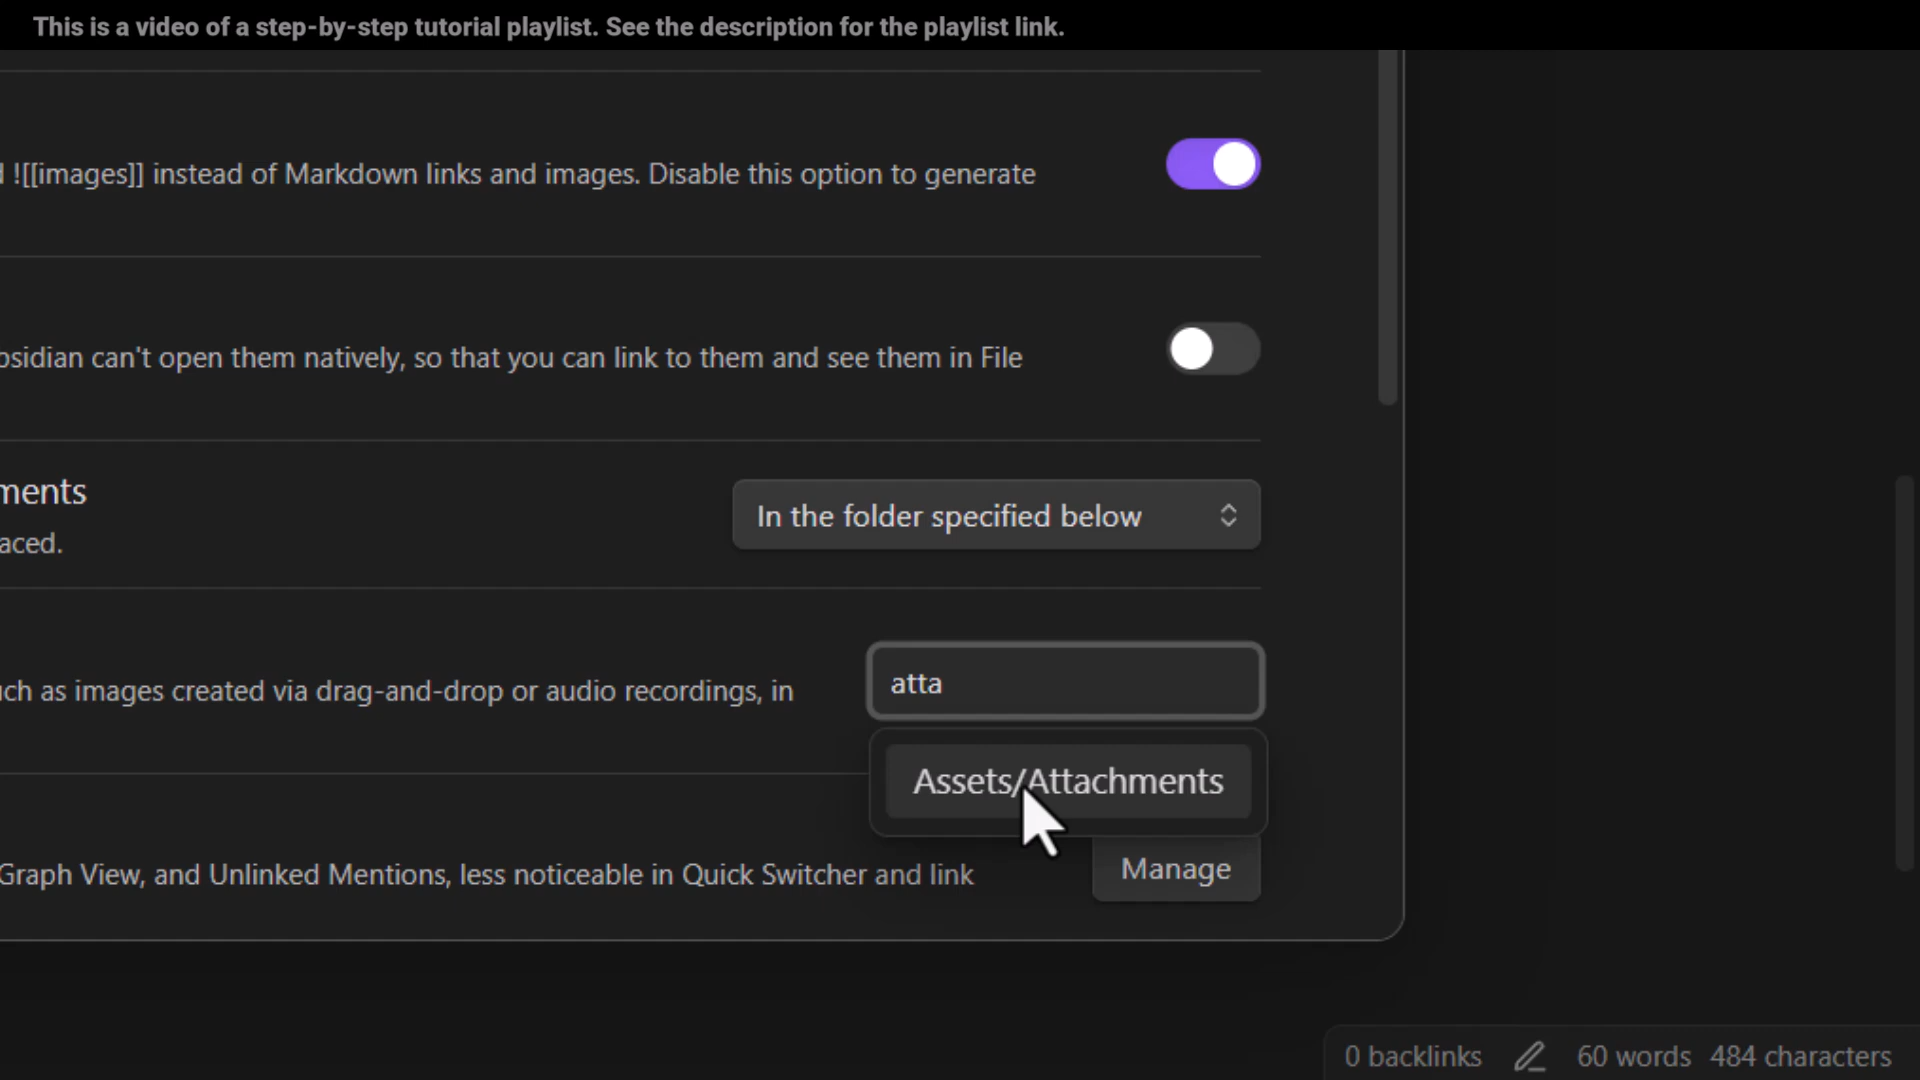 This is a video of a step-by-step tutorial playlist. See the description for the playlist link.
![[images]] instead of Markdown links and images. Disable this option to generate
can't open them natively, so that you can link to them and see them in File
In the folder specified below
as images created via drag-and-drop or audio recordings, in
atta
Assets/Attachments
Graph View, and Unlinked Mentions, less noticeable in Quick Switcher and link
Manage
0 backlinks
60 words
484 characters